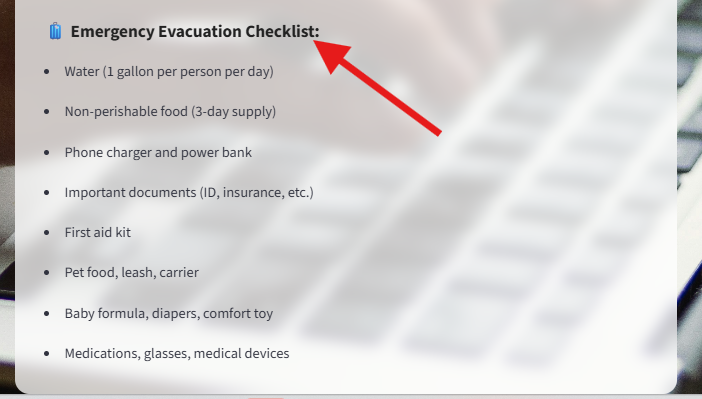 Emergency Evacuation Checklist:
Water (1 gallon per person per day)
Non-perishable food (3-day supply)
Phone charger and power bank
Important documents (ID, insurance, etc.)
First aid kit
Pet food, leash, carrier
Baby formula, diapers, comfort toy
Medications, glasses, medical devices